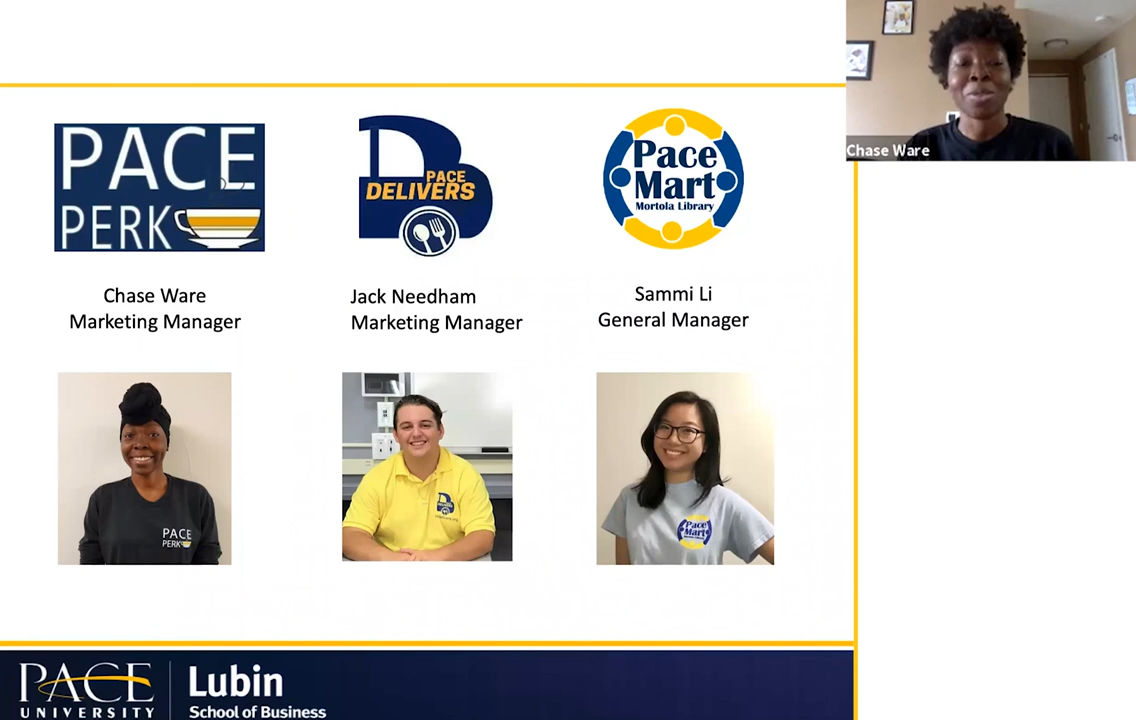 PACE
PERK
PACE
DELIVERS
Pace
Mart
Mortola Library
Chase Ware
Chase Ware
Marketing Manager
Jack Needham
Marketing Manager
Sammi Li
General Manager
PACE
PERK
Pace
Mart
PACE
UNIVERSITY
Lubin
School of Business